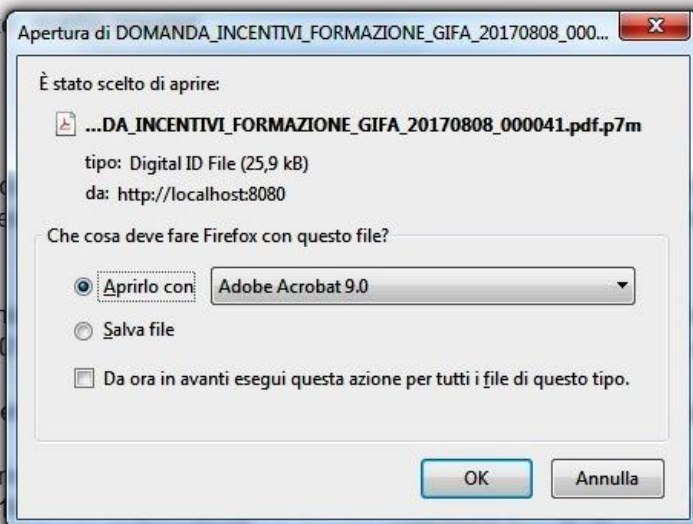 Apertura di DOMANDA_INCENTIVI_FORMAZIONE_GIFA_20170808_000...
È stato scelto di aprire:
...DA_INCENTIVI_FORMAZIONE_GIFA_20170808_000041.pdf.p7m
tipo: Digital ID File (25,9 kB)
da: http://localhost:8080
Che cosa deve fare Firefox con questo file?
Aprirlo con Adobe Acrobat 9.0
Salva file
Da ora in avanti esegui questa azione per tutti i file di questo tipo.
OK Annulla